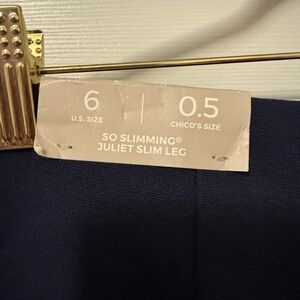 6 | 0.5
U.S. SIZE CHICO'S SIZE
SO SLIMMING®
JULIET SLIM LEG